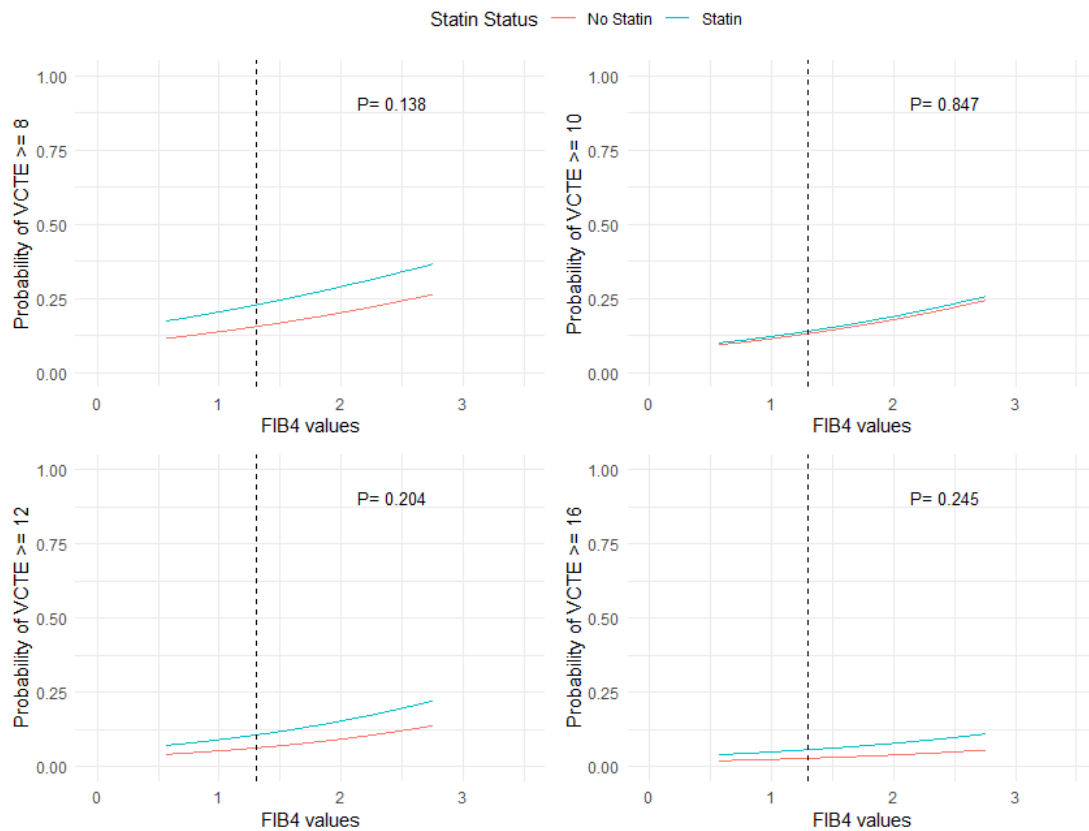 Statin Status No Statin Statin
P= 0.138
Probability of VCTE >= 8
1.00
0.75
0.50
0.25
0.00
0 1 2 3
FIB4 values
P= 0.847
Probability of VCTE >= 10
1.00
0.75
0.50
0.25
0.00
0 1 2 3
FIB4 values
P= 0.204
Probability of VCTE >= 12
1.00
0.75
0.50
0.25
0.00
0 1 2 3
FIB4 values
P= 0.245
Probability of VCTE >= 16
1.00
0.75
0.50
0.25
0.00
0 1 2 3
FIB4 values